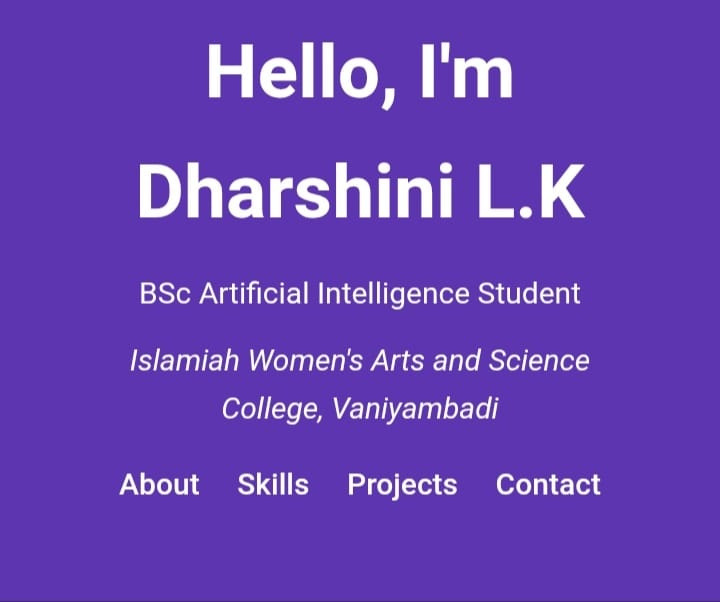 Hello, I'm
Dharshini L.K
BSc Artificial Intelligence Student
Islamiah Women's Arts and Science
College, Vaniyambadi
About Skills Projects Contact